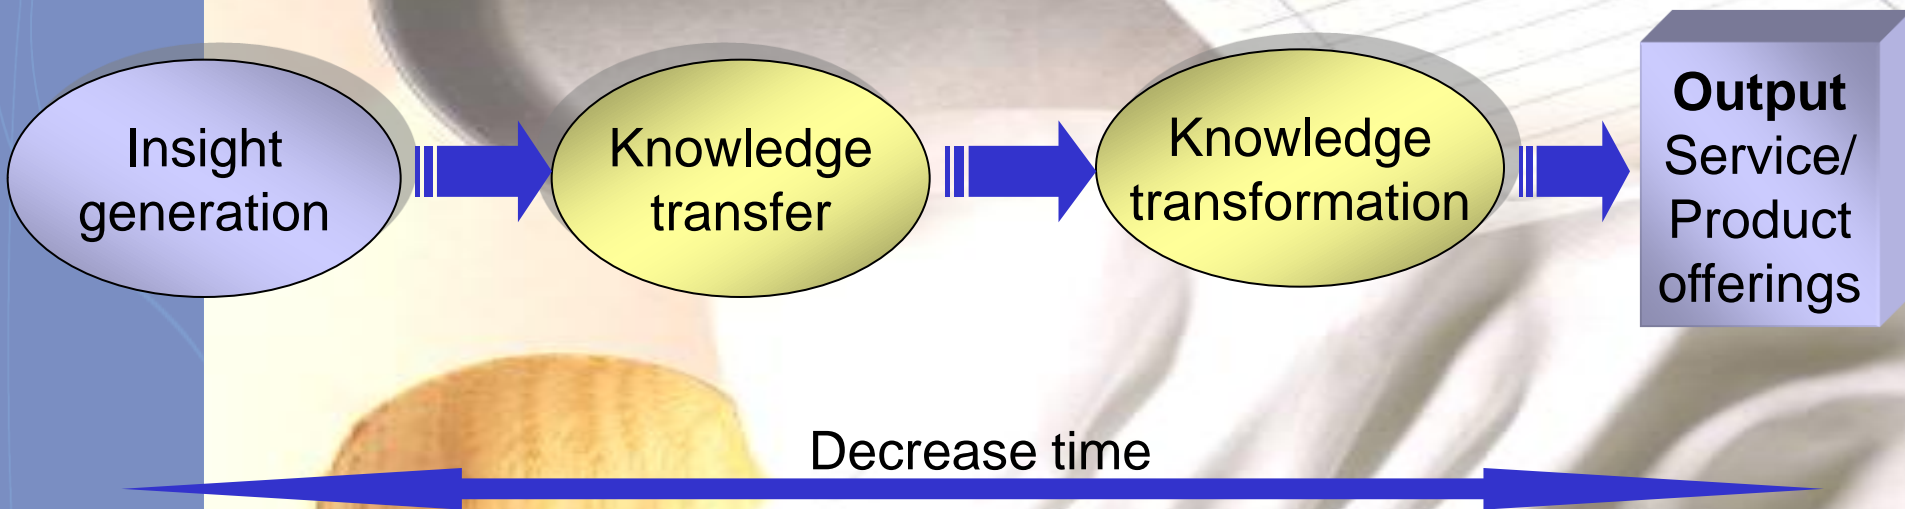 Insight
generation
Knowledge
transfer
Knowledge
transformation
Output
Service/
Product
offerings
Decrease time